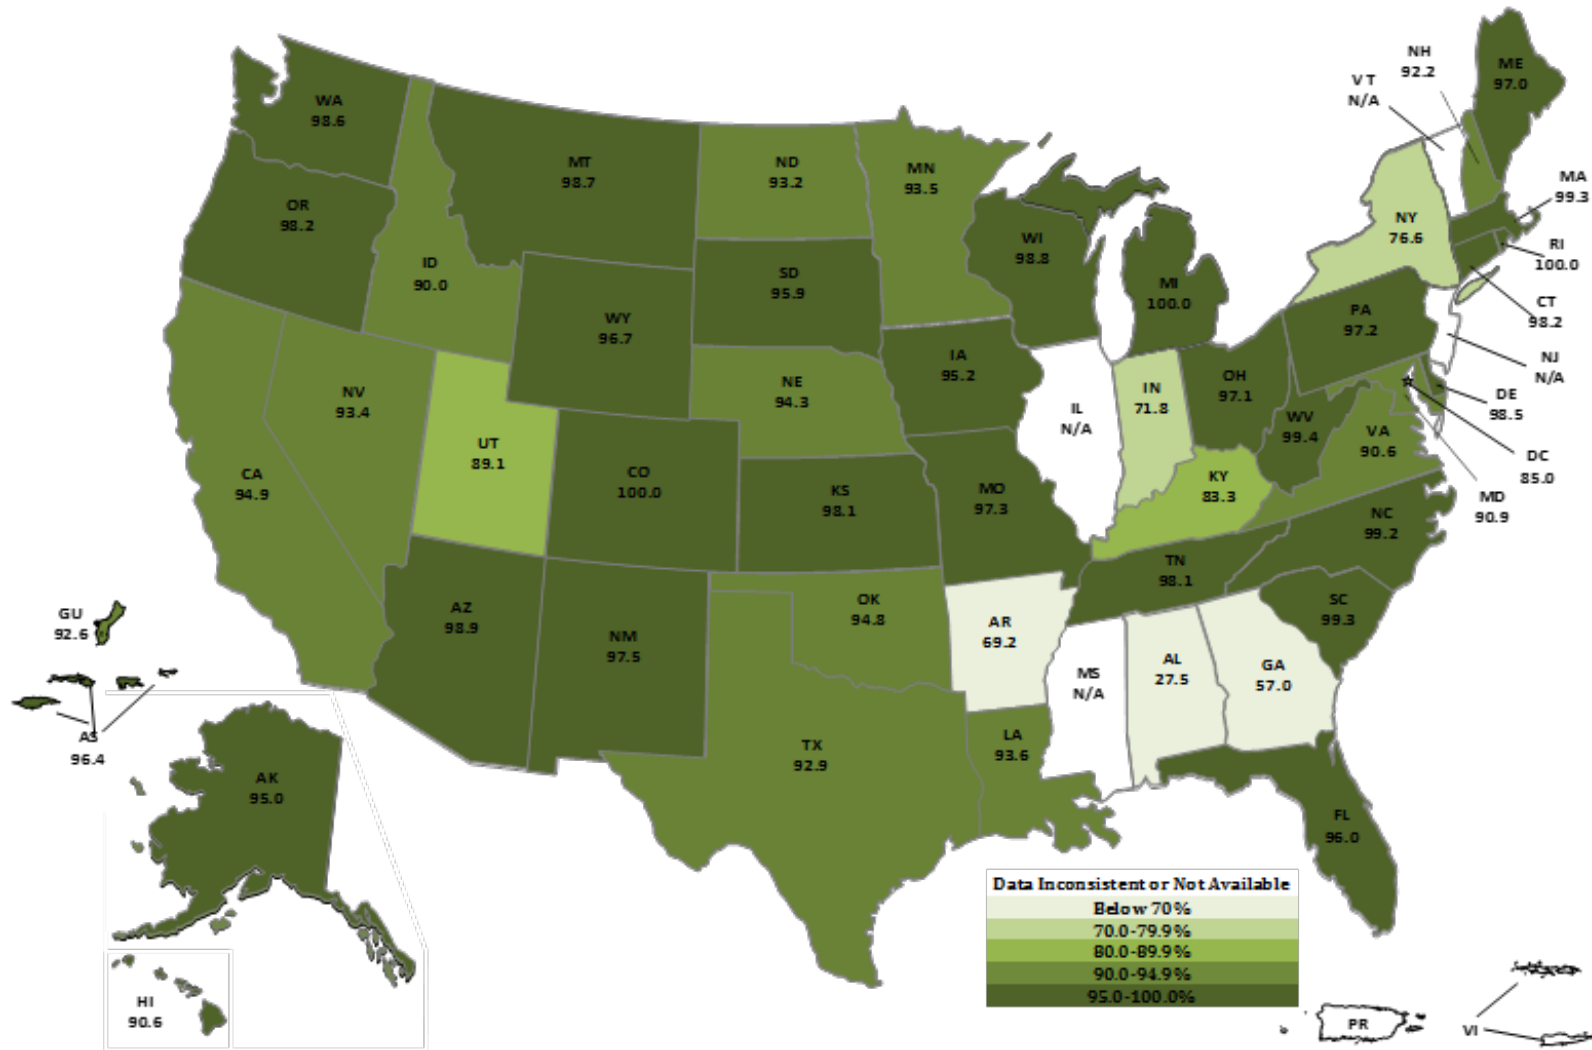 NH
92.2
ME
97.0
VT
N/A
WA
98.6
MT
98.7
ND
93.2
MN
93.5
MA
99.3
OR
98.2
NY
76.6
WI
98.8
RI
100.0
ID
90.0
SD
95.9
MI
100.0
CT
98.2
WY
96.7
PA
97.2
IA
95.2
NJ
N/A
NV
93.4
NE
94.3
IN
71.8
OH
97.1
DE
98.5
IL
N/A
WV
99.4
VA
90.6
UT
89.1
DC
85.0
CA
94.9
CO
100.0
KS
98.1
MO
97.3
KY
83.3
MD
90.9
NC
99.2
TN
98.1
GU
92.6
AZ
98.9
OK
94.8
AR
69.2
SC
99.3
NM
97.5
MS
N/A
AL
27.5
GA
57.0
AS
96.4
TX
92.9
LA
93.6
AK
95.0
FL
96.0
Data Inconsistent or Not Available
Below 70%
70.0-79.9%
80.0-89.9%
90.0-94.9%
95.0-100.0%
HI
90.6
PR
VI